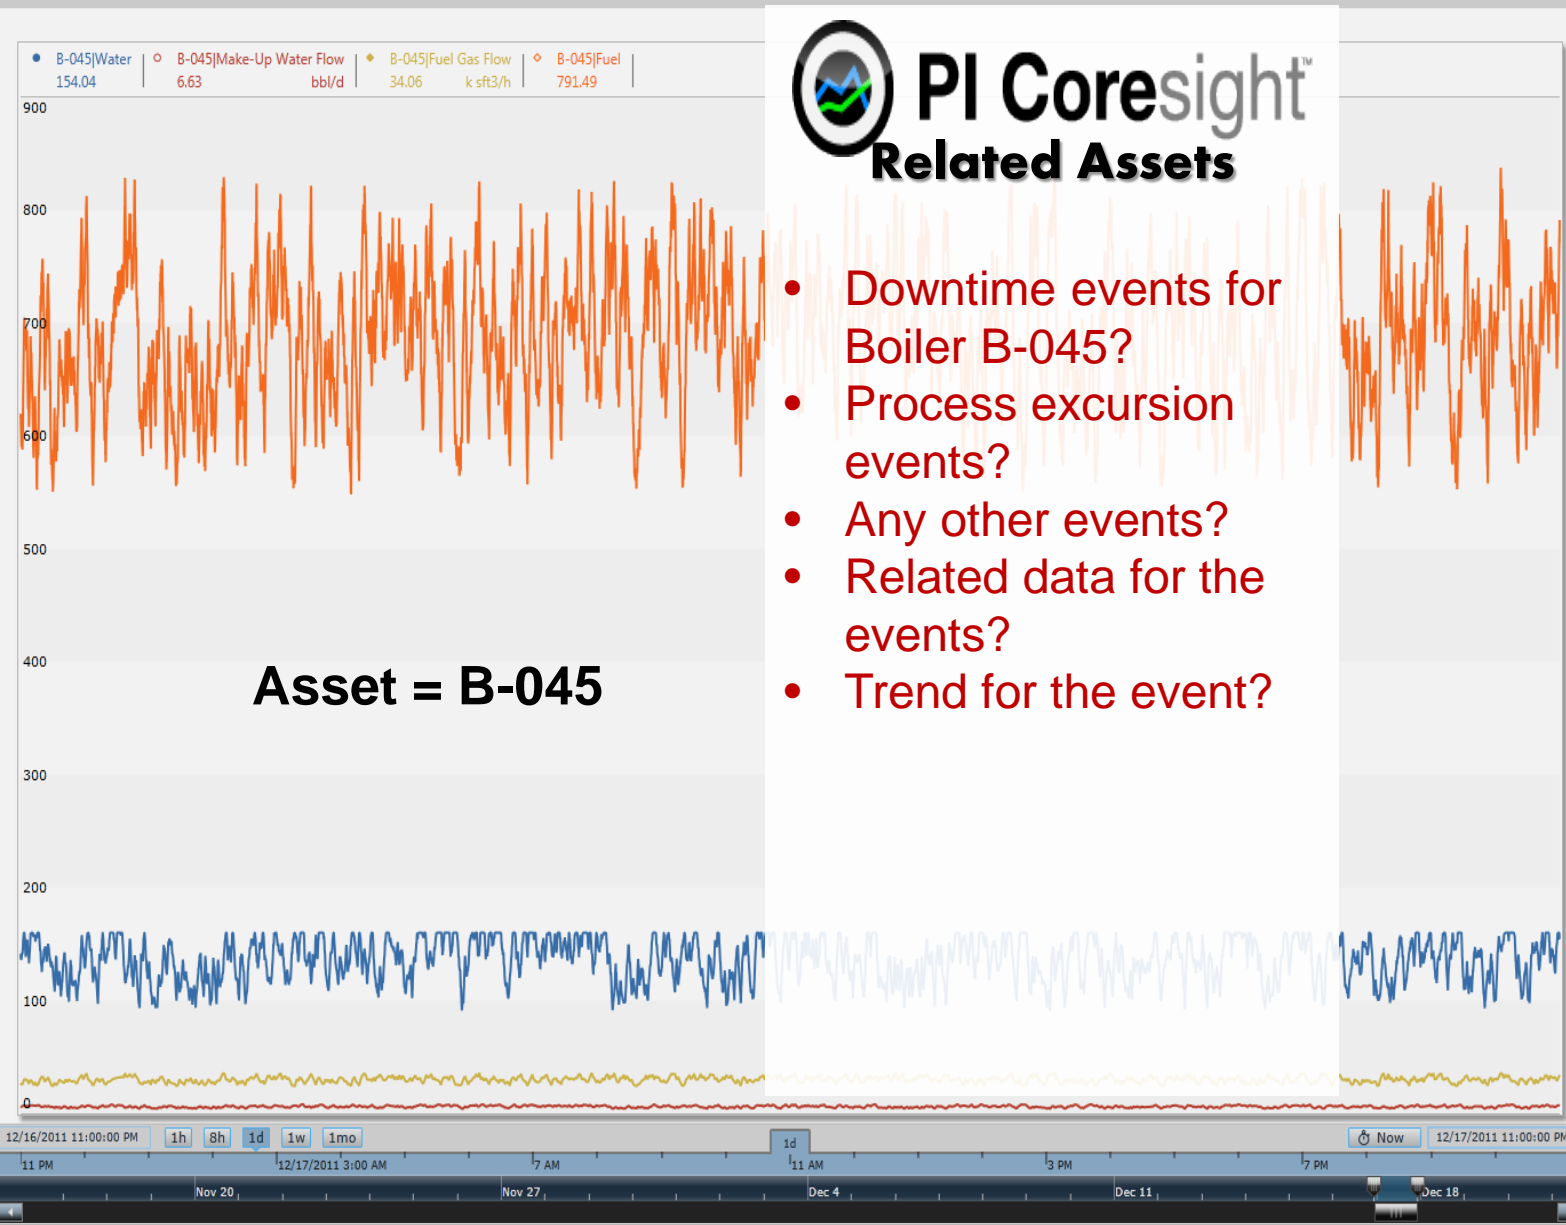 PI Coresight™
Related Assets
B-045|Water
154.04
B-045|Make-Up Water Flow
6.63 bbl/d
B-045|Fuel Gas Flow
34.06 k sft3/h
B-045|Fuel
791.49
900
800
700
600
500
400
300
200
100
0
Asset = B-045
• Downtime events for
Boiler B-045?
• Process excursion
events?
• Any other events?
• Related data for the
events?
• Trend for the event?
12/16/2011 11:00:00 PM 1h 8h 1d 1w 1mo
1d
Now 12/17/2011 11:00:00 PM
11 PM 12/17/2011 3:00 AM 7 AM 11 AM 3 PM 7 PM
Nov 20 Nov 27 Dec 4 Dec 11 Dec 18